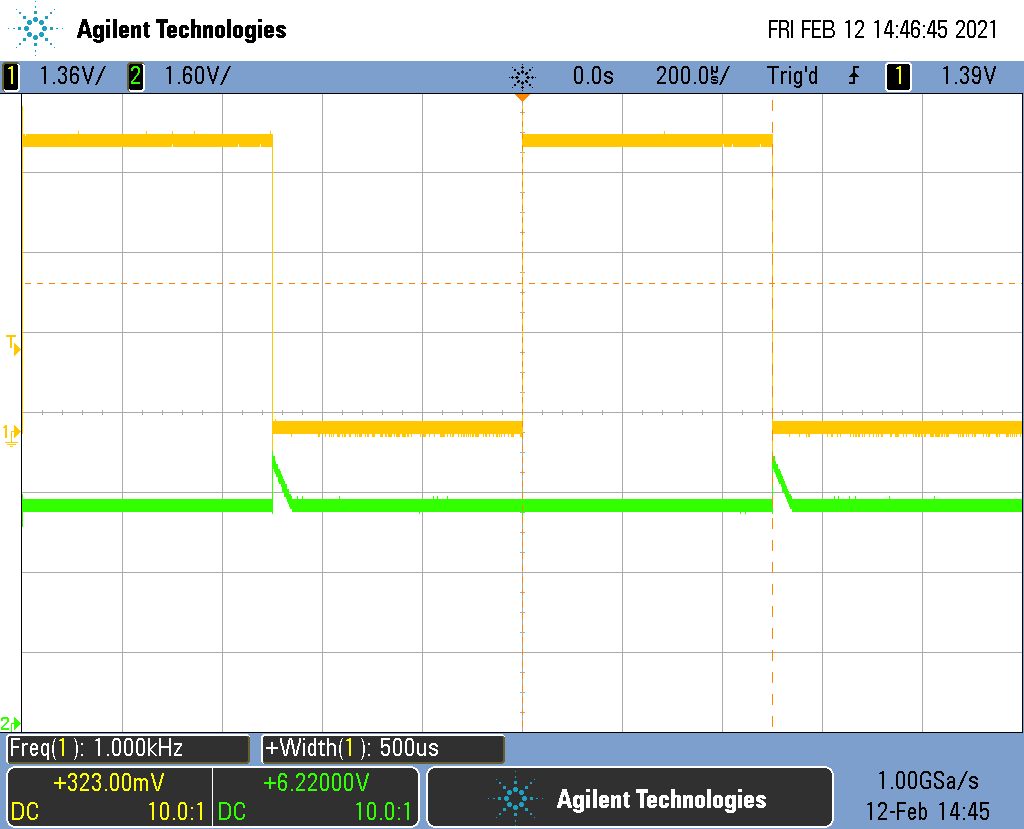 Agilent Technologies FRI FEB 12 14:46:45 2021
1 1.36V/ 2 1.60V/ 0.0s 200.0µs/ Trig'd 1 1.39V
T
1
2
Freq(1): 1.000kHz +Width(1): 500us
+323.00mV +6.22000V 1.00GSa/s
DC 10.0:1 DC 10.0:1 Agilent Technologies 12-Feb 14:45